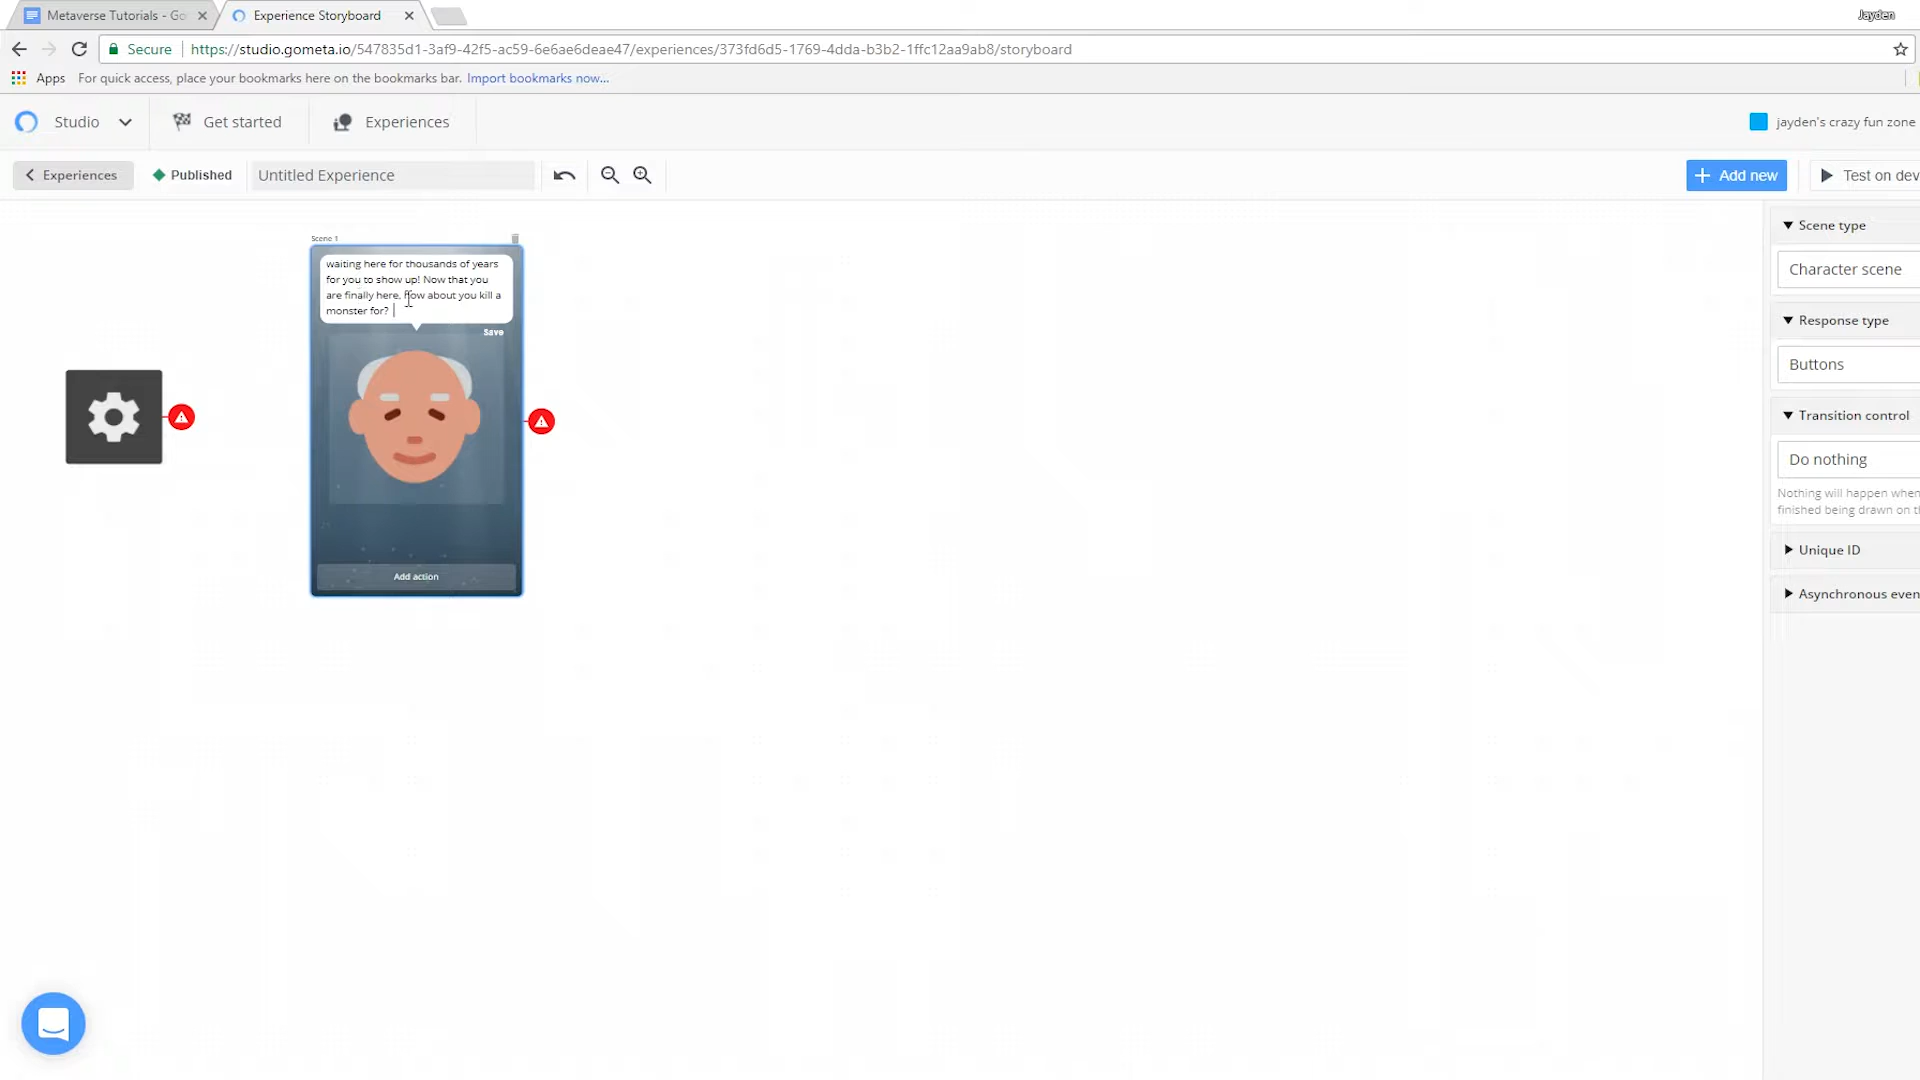 Metaverse Tutorials - Go
Experience Storyboard
Jayden
Secure
https://studio.gometa.io/547835d1-3af9-42f5-ac59-6e6ae6deae47/experiences/373fd6d5-1769-4dda-b3b2-1ffc12aa9ab8/storyboard
Apps
For quick access, place your bookmarks here on the bookmarks bar. Import bookmarks now...
Studio
Get started
Experiences
jayden's crazy fun zone
Experiences
Published
Untitled Experience
Add new
Test on dev
Scene 1
waiting here for thousands of years
for you to show up! Now that you
are finally here, How about you kill a
monster for?
Save
Add action
Scene type
Character scene
Response type
Buttons
Transition control
Do nothing
Nothing will happen when
finished being drawn on th
Unique ID
Asynchronous even